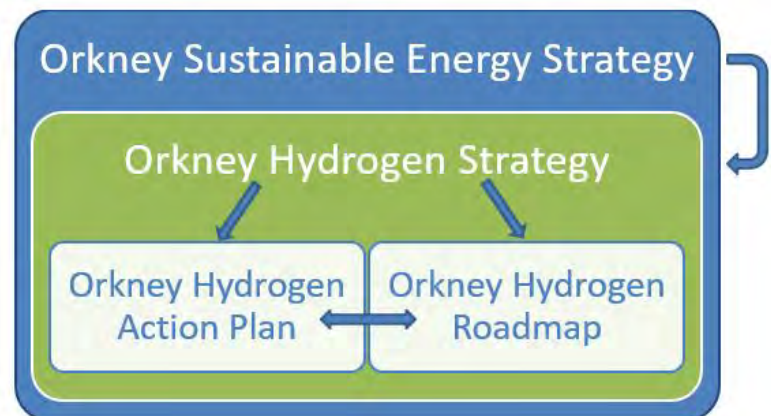 Orkney Sustainable Energy Strategy
Orkney Hydrogen Strategy
Orkney Hydrogen
Action Plan
Orkney Hydrogen
Roadmap